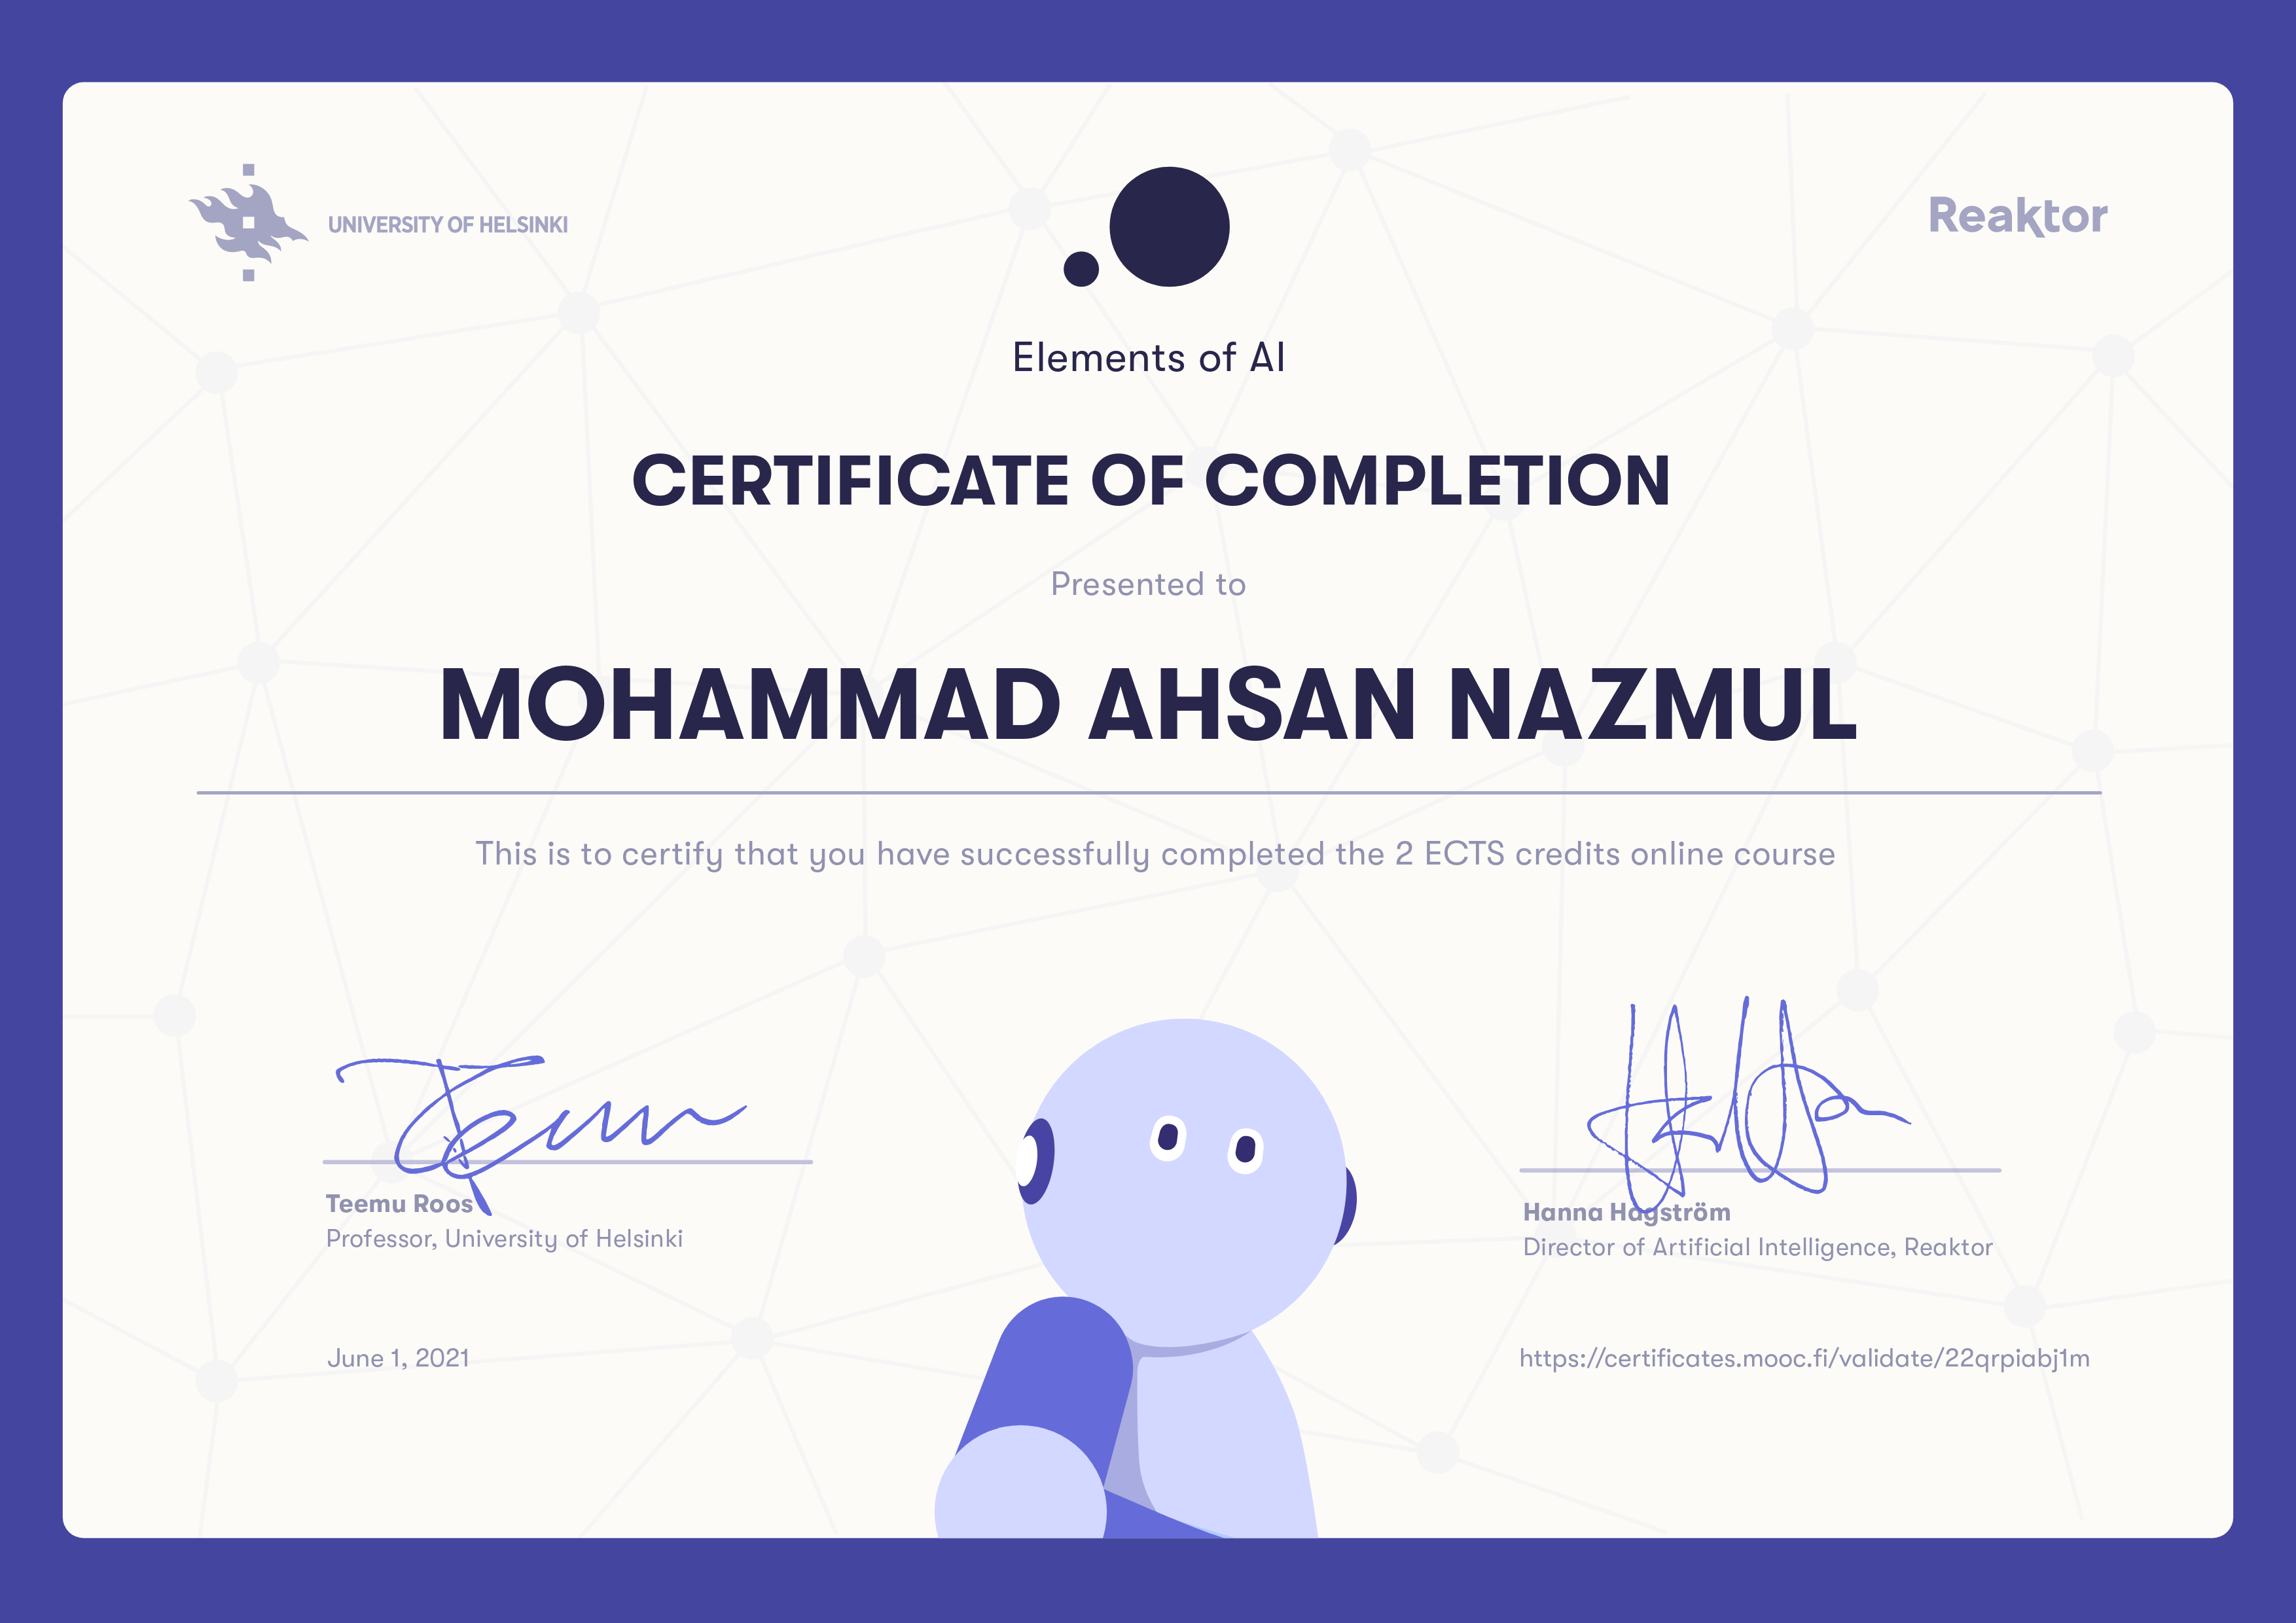 UNIVERSITY OF HELSINKI
Reaktor
Elements of AI
CERTIFICATE OF COMPLETION
Presented to
MOHAMMAD AHSAN NAZMUL
This is to certify that you have successfully completed the 2 ECTS credits online course
Teemu Roos
Professor, University of Helsinki
Hanna Hagström
Director of Artificial Intelligence, Reaktor
June 1, 2021
https://certificates.mooc.fi/validate/22qrpiabj1m